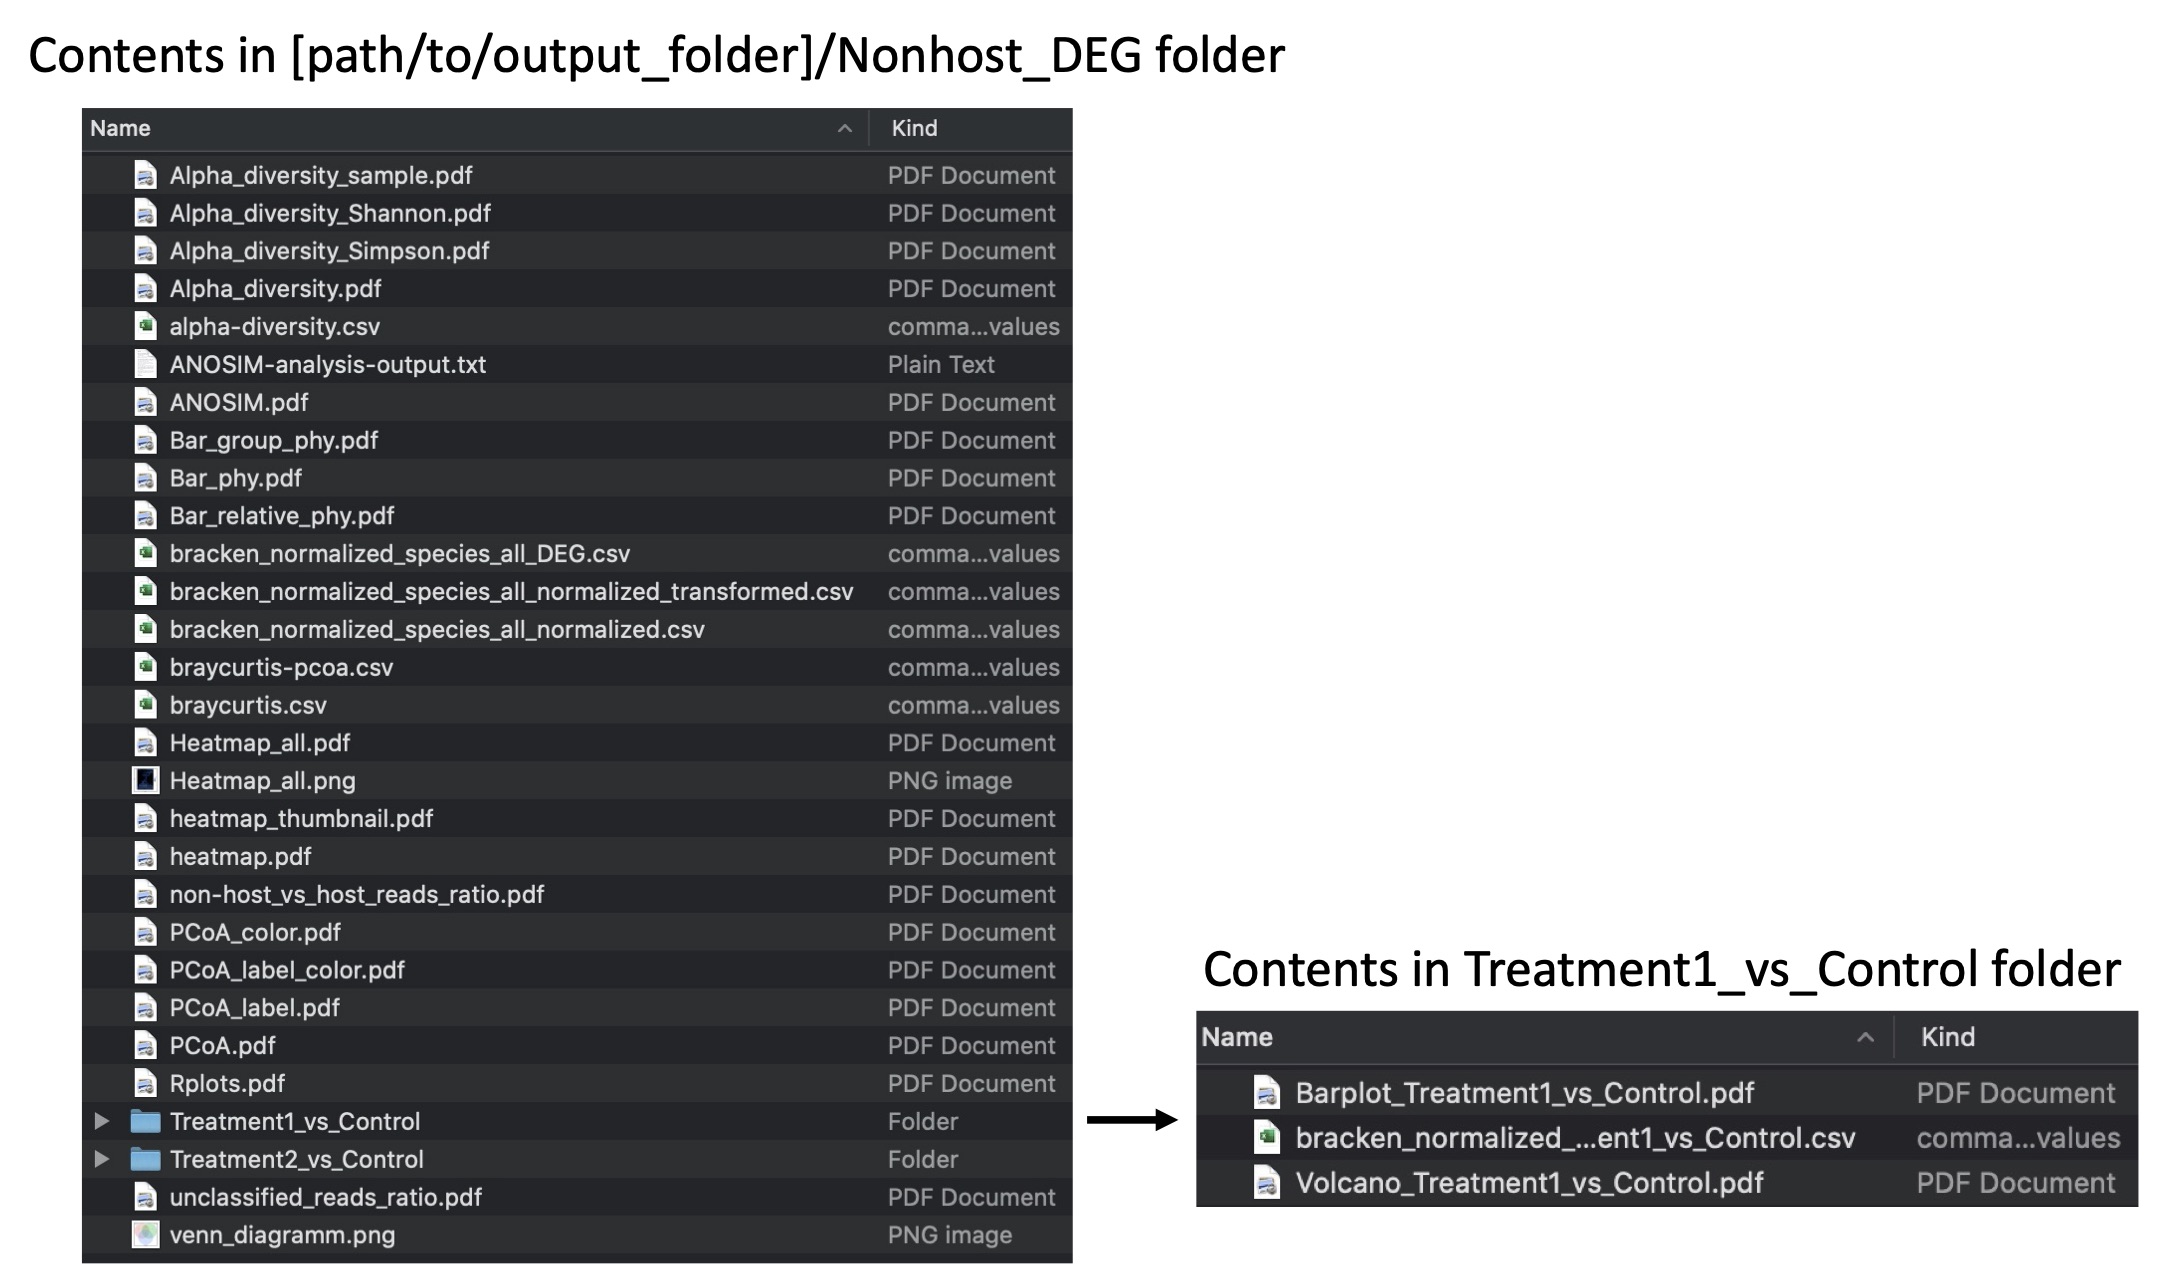 Contents in [path/to/output_folder]/Nonhost_DEG folder
Name Kind
Alpha_diversity_sample.pdf PDF Document
Alpha_diversity_Shannon.pdf PDF Document
Alpha_diversity_Simpson.pdf PDF Document
Alpha_diversity.pdf PDF Document
alpha-diversity.csv comma...values
ANOSIM-analysis-output.txt Plain Text
ANOSIM.pdf PDF Document
Bar_group_phy.pdf PDF Document
Bar_phy.pdf PDF Document
Bar_relative_phy.pdf PDF Document
bracken_normalized_species_all_DEG.csv comma...values
bracken_normalized_species_all_normalized_transformed.csv comma...values
bracken_normalized_species_all_normalized.csv comma...values
braycurtis-pcoa.csv comma...values
braycurtis.csv comma...values
Heatmap_all.pdf PDF Document
Heatmap_all.png PNG image
heatmap_thumbnail.pdf PDF Document
heatmap.pdf PDF Document
non-host_vs_host_reads_ratio.pdf PDF Document
PCoA_color.pdf PDF Document
PCoA_label_color.pdf PDF Document
PCoA_label.pdf PDF Document
PCoA.pdf PDF Document
Rplots.pdf PDF Document
Treatment1_vs_Control Folder
Treatment2_vs_Control Folder
unclassified_reads_ratio.pdf PDF Document
venn_diagramm.png PNG image
Contents in Treatment1_vs_Control folder
Name Kind
Barplot_Treatment1_vs_Control.pdf PDF Document
bracken_normalized_...ent1_vs_Control.csv comma...values
Volcano_Treatment1_vs_Control.pdf PDF Document